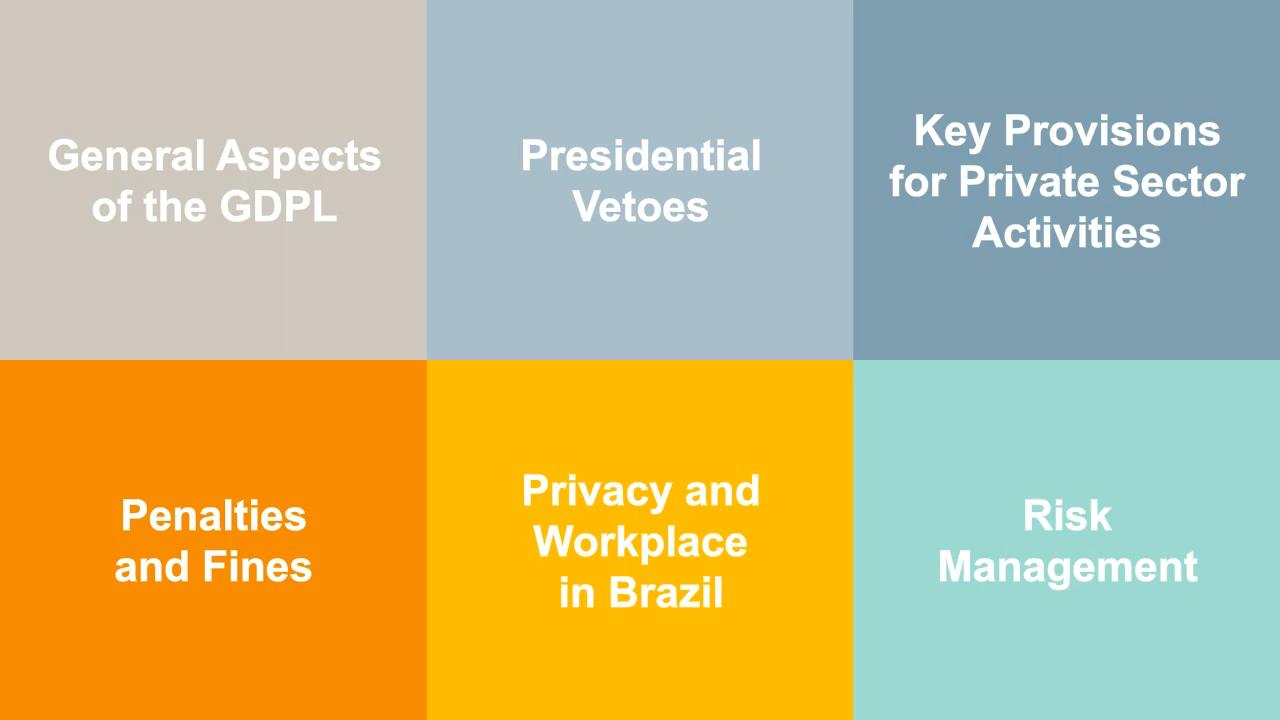 General Aspects
of the GDPL
Presidential
Vetoes
Key Provisions
for Private Sector
Activities
Penalties
and Fines
Privacy and
Workplace
in Brazil
Risk
Management